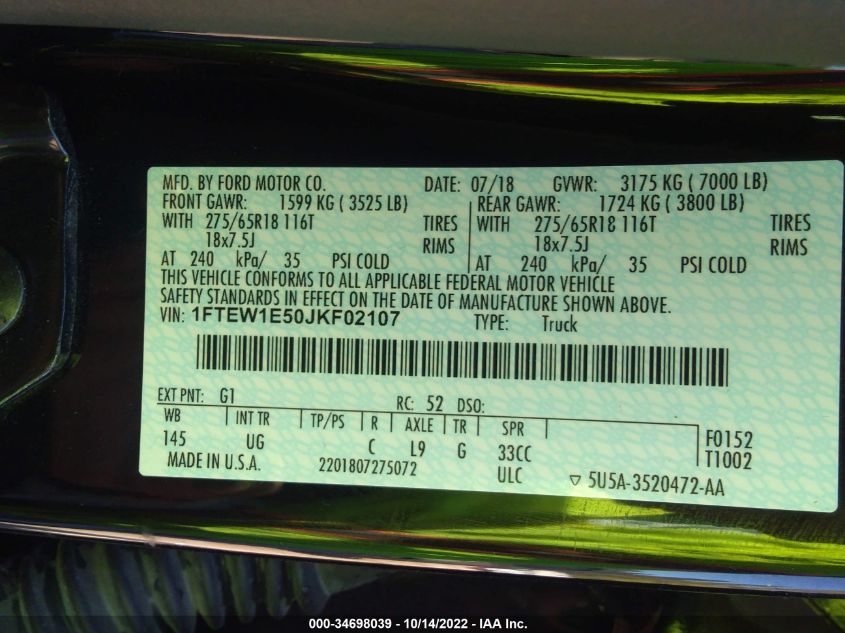 MFD. BY FORD MOTOR CO. DATE: 07/18 GVWR: 3175 KG ( 7000 LB)
FRONT GAWR: 1599 KG ( 3525 LB) REAR GAWR: 1724 KG ( 3800 LB)
WITH 275/65R18 116T TIRES WITH 275/65R18 116T TIRES
18x7.5J RIMS 18x7.5J RIMS
AT 240 kPa/ 35 PSI COLD AT 240 kPa/ 35 PSI COLD
THIS VEHICLE CONFORMS TO ALL APPLICABLE FEDERAL MOTOR VEHICLE
SAFETY STANDARDS IN EFFECT ON THE DATE OF MANUFACTURE SHOWN ABOVE.
VIN: 1FTEW1E50JKF02107 TYPE: Truck
EXT PNT: G1 RC: 52 DSO:
WB INT TR TP/PS R AXLE TR SPR F0152
145 UG C L9 G 33CC T1002
MADE IN U.S.A. 2201807275072 ULC ▽ 5U5A-3520472-AA
000-34698039 - 10/14/2022 - IAA Inc.